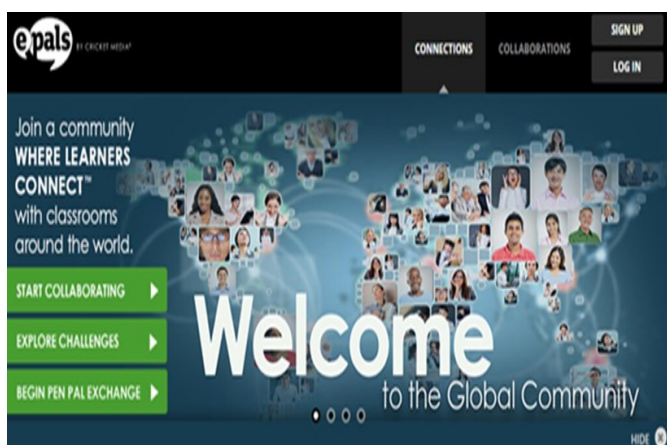 epals BY CRICKET MEDIA
CONNECTIONS
COLLABORATIONS
SIGN UP
LOG IN
Join a community
WHERE LEARNERS
CONNECT™
with classrooms
around the world.
START COLLABORATING
EXPLORE CHALLENGES
BEGIN PEN PAL EXCHANGE
Welcome
to the Global Community
HIDE